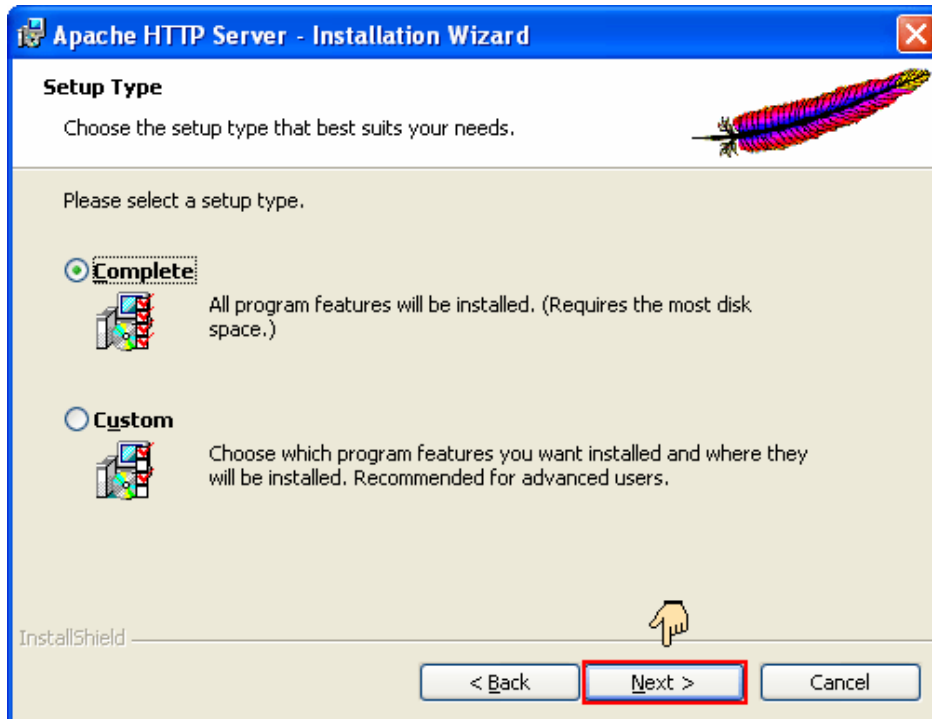 Apache HTTP Server - Installation Wizard
Setup Type
Choose the setup type that best suits your needs.
Please select a setup type.
Complete
All program features will be installed. (Requires the most disk
space.)
Custom
Choose which program features you want installed and where they
will be installed. Recommended for advanced users.
InstallShield
< Back
Next >
Cancel